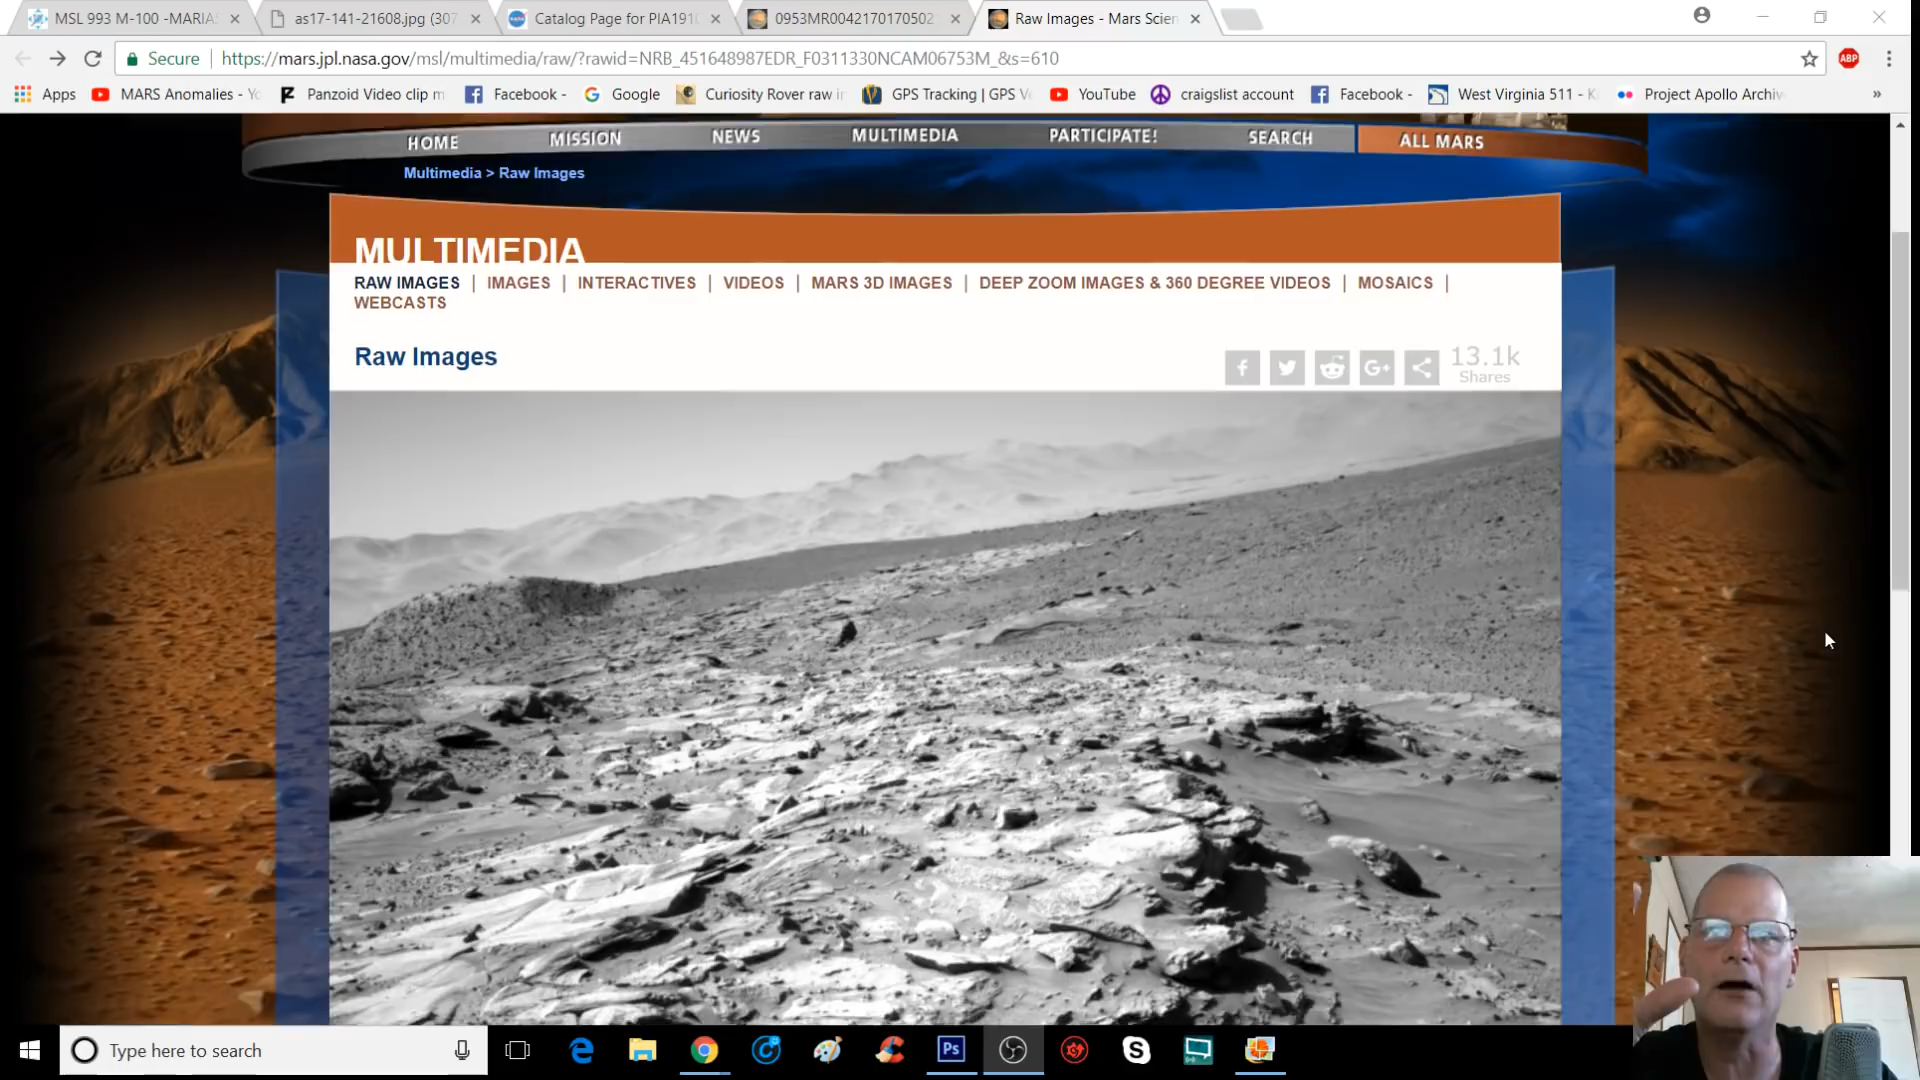 MSL 993 M-100 -MARIAS
as17-141-21608.jpg (307
Catalog Page for PIA1910
0953MR0042170170502
Raw Images - Mars Scien
Secure
https://mars.jpl.nasa.gov/msl/multimedia/raw/?rawid=NRB_451648987EDR_F0311330NCAM06753M_&s=610
ABP
Apps
MARS Anomalies - Yo
Panzoid Video clip m
Facebook -
Google
Curiosity Rover raw i
GPS Tracking | GPS V
YouTube
craigslist account
Facebook -
West Virginia 511 - K
Project Apollo Archiv
»
HOME
MISSION
NEWS
MULTIMEDIA
PARTICIPATE!
SEARCH
ALL MARS
Multimedia > Raw Images
MULTIMEDIA
RAW IMAGES | IMAGES | INTERACTIVES | VIDEOS | MARS 3D IMAGES | DEEP ZOOM IMAGES & 360 DEGREE VIDEOS | MOSAICS |
WEBCASTS
Raw Images
13.1k
Shares
Type here to search
Ps